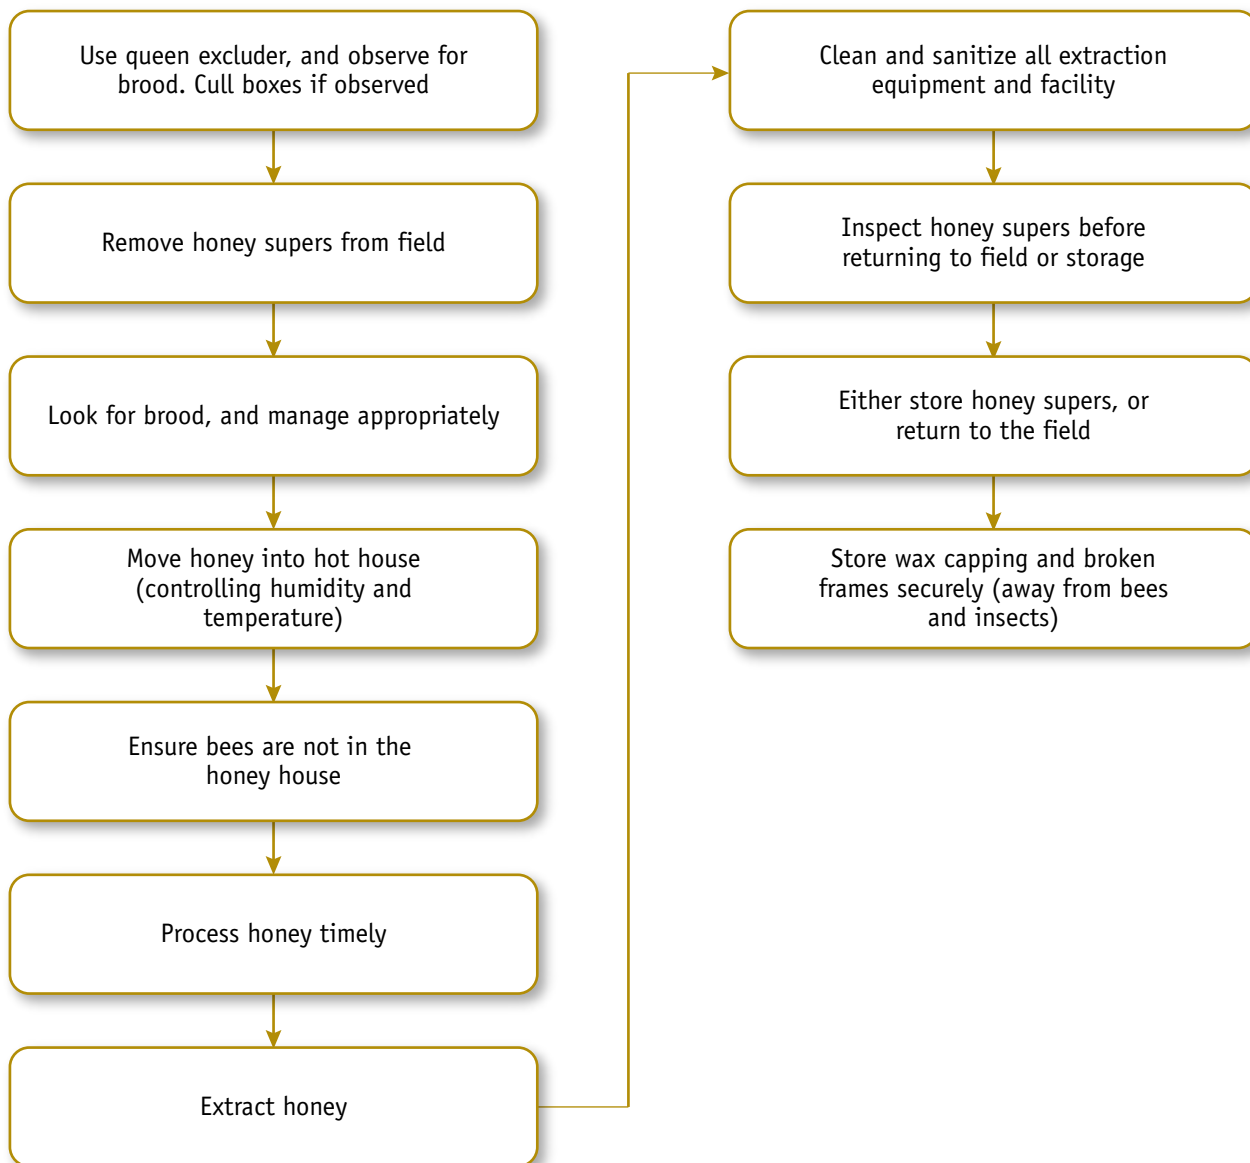 Use queen excluder, and observe for
brood. Cull boxes if observed
Remove honey supers from field
Look for brood, and manage appropriately
Move honey into hot house
(controlling humidity and
temperature)
Ensure bees are not in the
honey house
Process honey timely
Extract honey
Clean and sanitize all extraction
equipment and facility
Inspect honey supers before
returning to field or storage
Either store honey supers, or
return to the field
Store wax capping and broken
frames securely (away from bees
and insects)